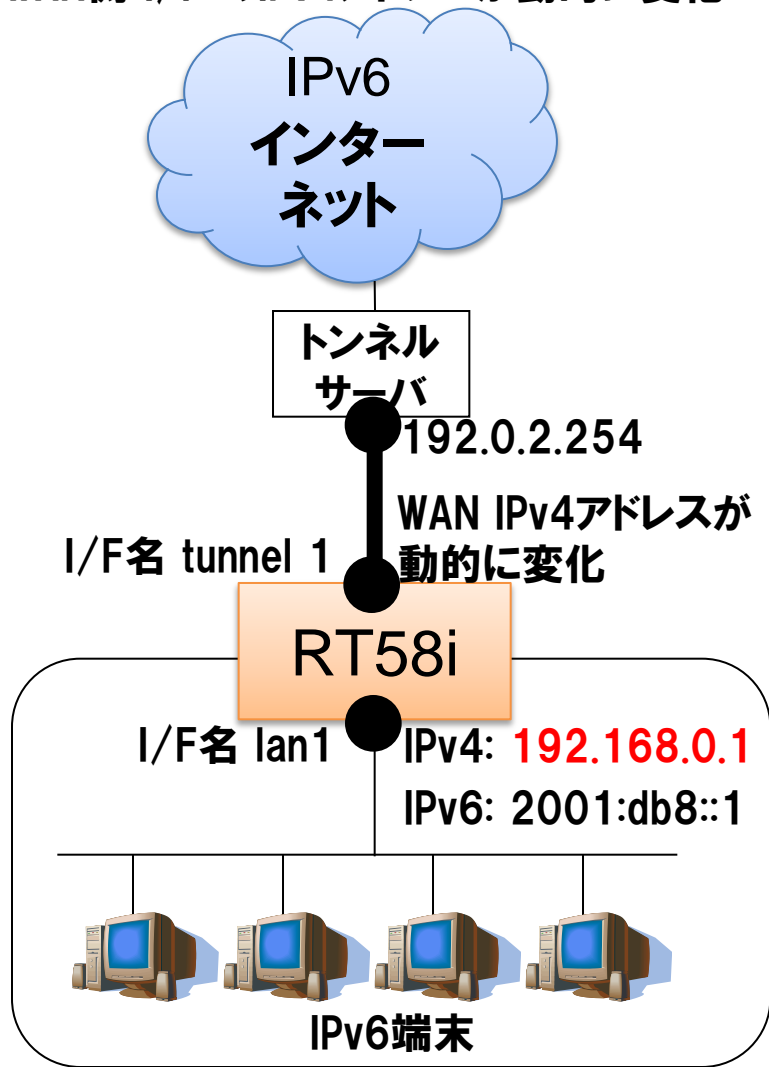 IPv6
インター
ネット
トンネル
サーバ
192.0.2.254
WAN IPv4アドレスが
動的に変化
I/F名 tunnel 1
RT58i
I/F名 lan1
IPv4: 192.168.0.1
IPv6: 2001:db8::1
IPv6端末